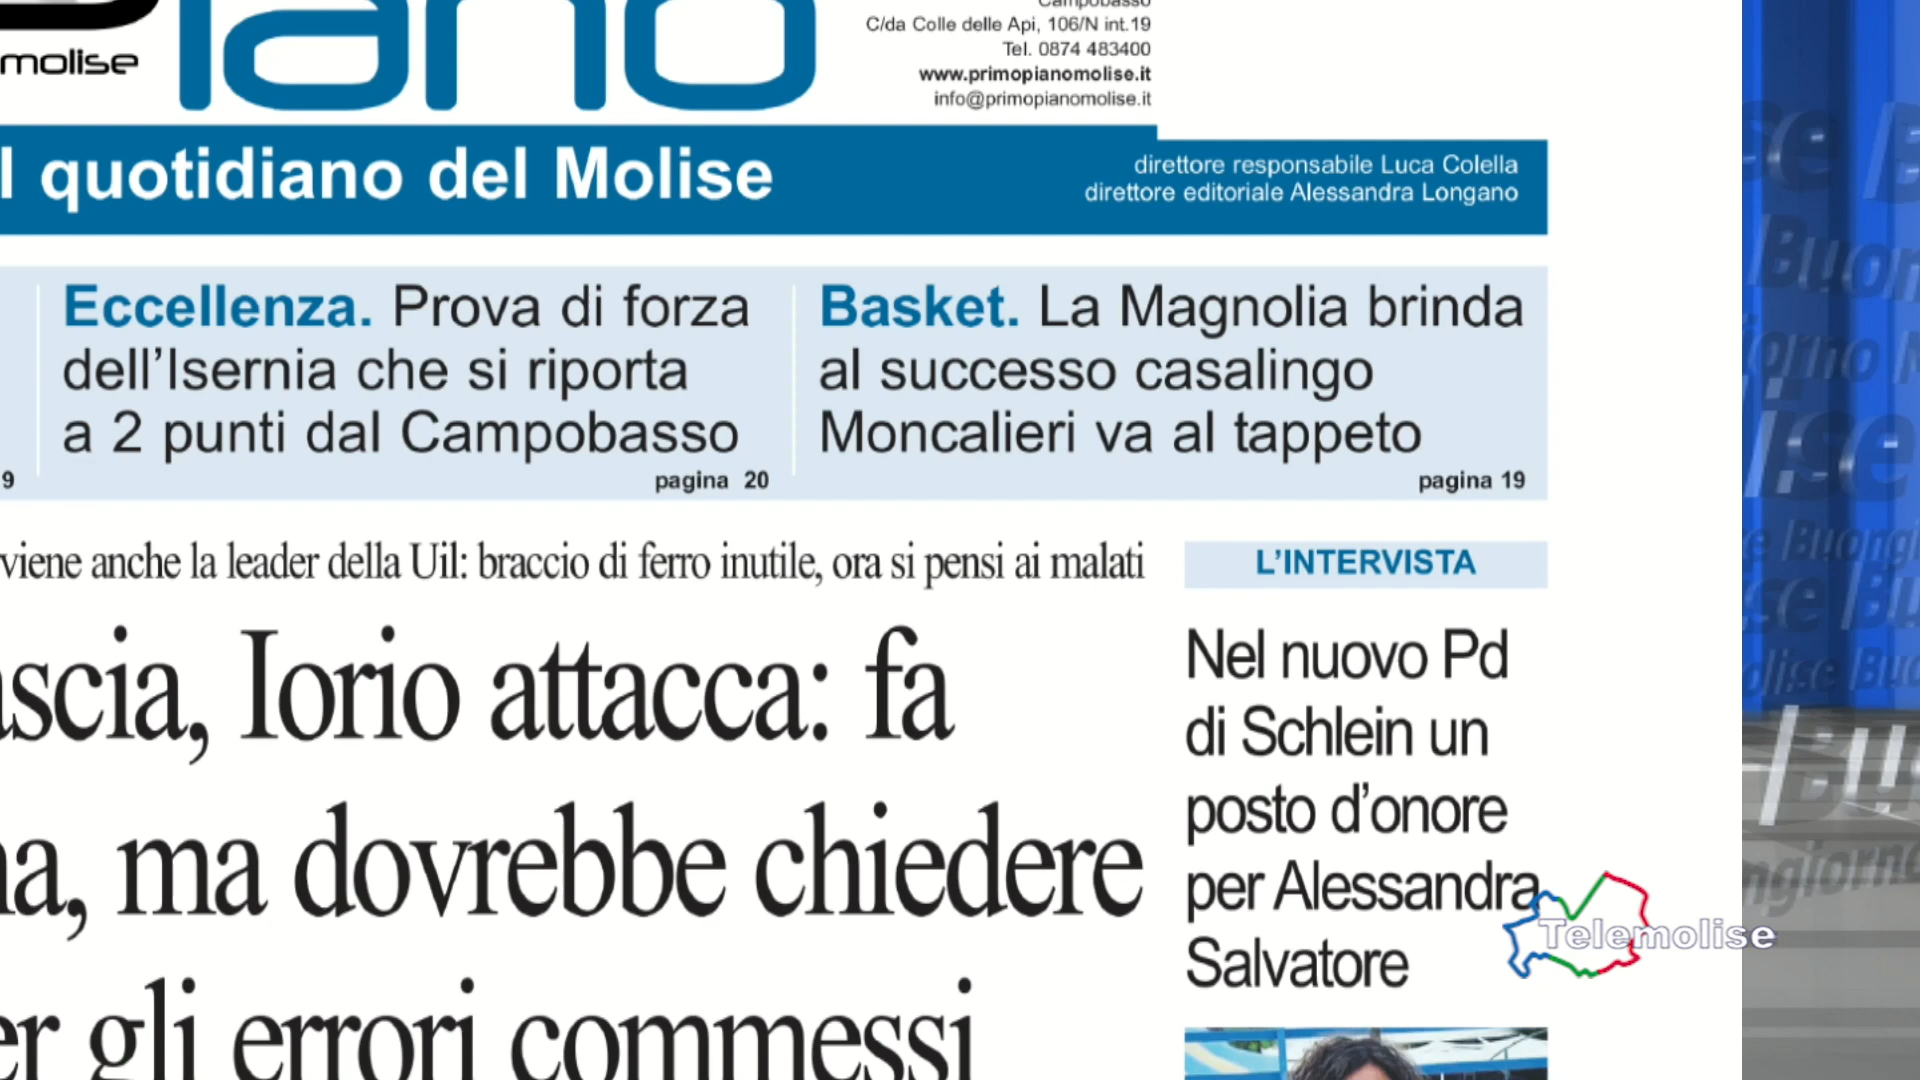 Campobasso
C/da Colle delle Api, 106/N int.19
Tel. 0874 483400
www.primopianomolise.it
info@primopianomolise.it
molise
iano
l quotidiano del Molise
direttore responsabile Luca Colella
direttore editoriale Alessandra Longano
9
Eccellenza. Prova di forza
dell'Isernia che si riporta
a 2 punti dal Campobasso
pagina 20
Basket. La Magnolia brinda
al successo casalingo
Moncalieri va al tappeto
pagina 19
viene anche la leader della Uil: braccio di ferro inutile, ora si pensi ai malati
ascia, Iorio attacca: fa
na, ma dovrebbe chiedere
er gli errori commessi
L'INTERVISTA
Nel nuovo Pd
di Schlein un
posto d'onore
per Alessandra
Salvatore
Telemolise
Buon